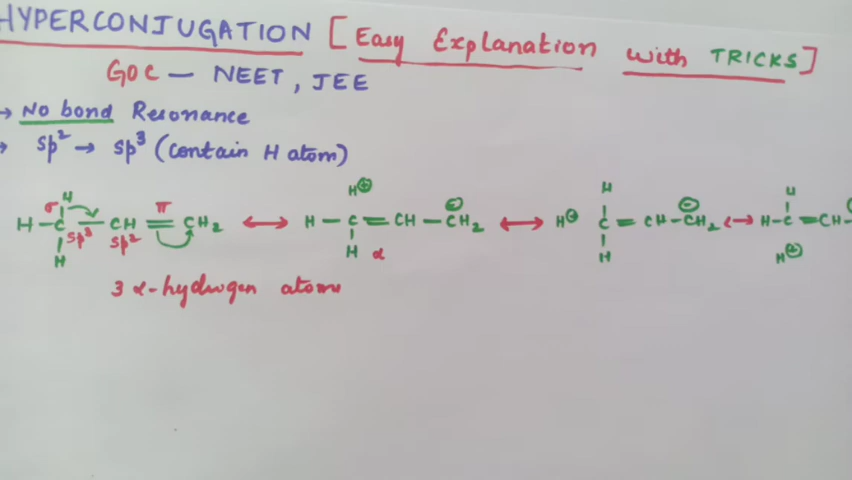 HYPERCONJUGATION [Easy Explanation with TRICKS]
GOC — NEET, JEE
→ No bond Resonance
→ sp² → sp³ (contain H atom)
H H⊕ H H
σ π ⊖ ⊖
H—C—CH=CH₂ ↔ H—C=CH—CH₂ ↔ H⊕ C=CH—CH₂ ↔ H—C=CH
sp³ sp²
H H α H H⊕
3 α-hydrogen atoms